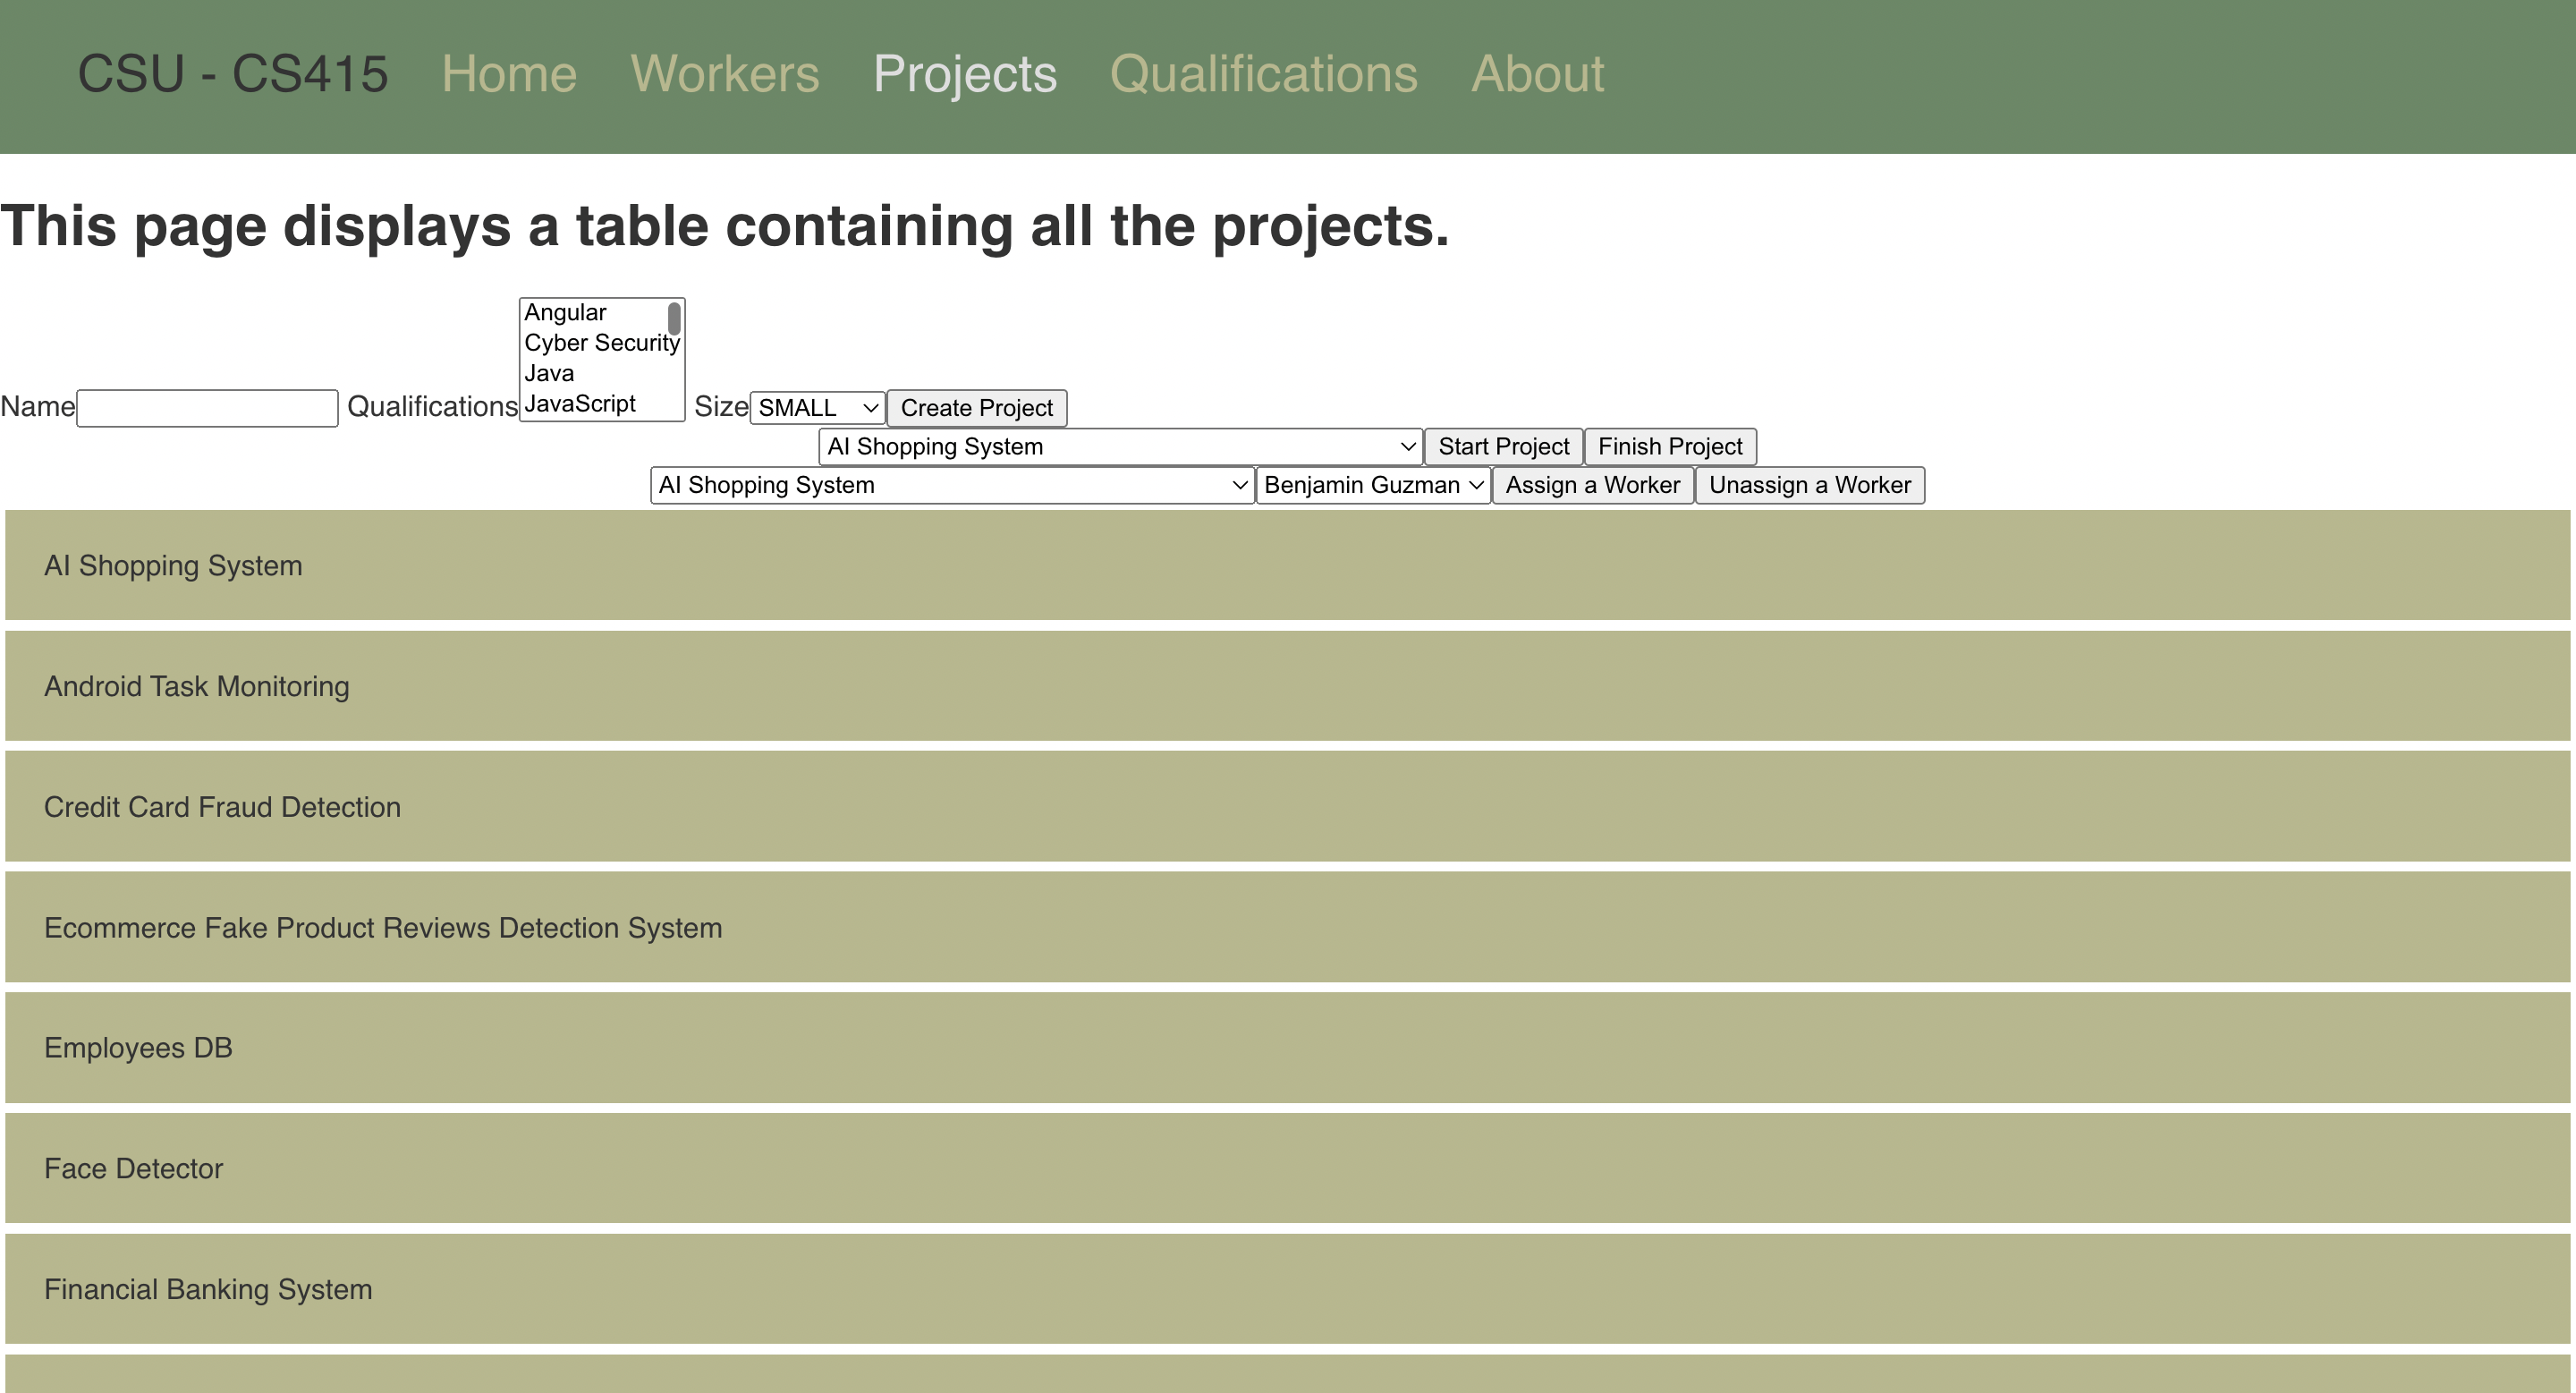 CSU - CS415 Home Workers Projects Qualifications About
This page displays a table containing all the projects.
Angular
Cyber Security
Java
JavaScript
Name Qualifications Size SMALL Create Project
AI Shopping System Start Project Finish Project
AI Shopping System Benjamin Guzman Assign a Worker Unassign a Worker
AI Shopping System
Android Task Monitoring
Credit Card Fraud Detection
Ecommerce Fake Product Reviews Detection System
Employees DB
Face Detector
Financial Banking System